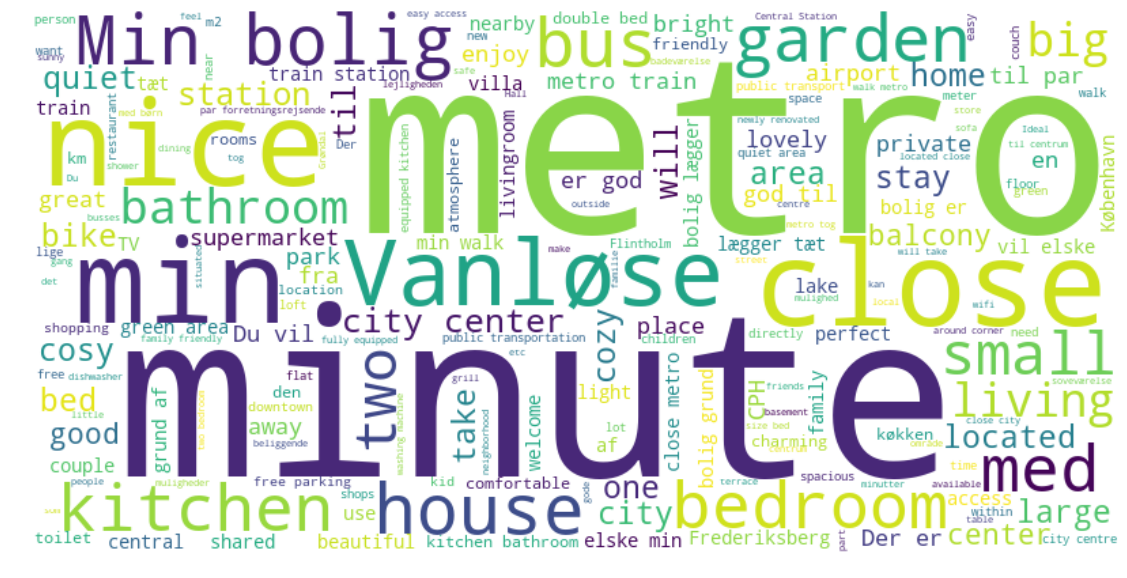 person
feel
m2
easy access
nearby
double bed
bright
Central Station
easy
couch
big
Min bolig
bus
garden
want
sunny
near
new
enjoy
friendly
safe
badeværelse
quiet
tæt
train station
lejligheden
Hall
villa
metro train
airport
home
til par
train
station
til
public transport
walk metro
meter
walk
med børn
par forretningsrejsende
space
newly renovated
store
nice
metro
restaurant
rooms
Der
lovely
private
sofa
Ideal
km
dining
tog
Grøndal
equipped kitchen
atmosphere
livingroom
er god
will
quiet area
located close
til centrum
Du
shower
area
stay
en
floor
great
bathroom
outside
bolig lægger
god til
centre
bolig er
green
København
busses
metro tog
bike
TV
supermarket
min walk
make
Flintholm
lægger tæt
balcony
vil elske
lige
gang
situated
park
fra
Vanløse
street
will take
close
det
min.
location
loft
familie
lake
kan
mulighed
local
wifi
shopping
green area
Du vil
city center
cozy
place
directly
perfect
around corner
need
family friendly
fully equipped
public transportation
children
cosy
minute
two
etc
small
free
dishwasher
flat
grill
light
close metro
friends
soveværelse
bed
little
two bedroom
den
downtown
basement
CPH
family
close city
living
good
grund af
away
beliggende
washing machine
take
neighborhood
welcome
lot
af
bolig grund
size bed
charming
centrum
køkken
område
located
couple
people
muligheder
free parking
kid
comfortable
gode
one
terrace
spacious
minutter
time
available
within
med
kitchen
house
shops
use
city
bedroom
access
table
large
sum
toilet
central
shared
beautiful
kitchen bathroom
elske min
Frederiksberg
part
Der er
center
city centre